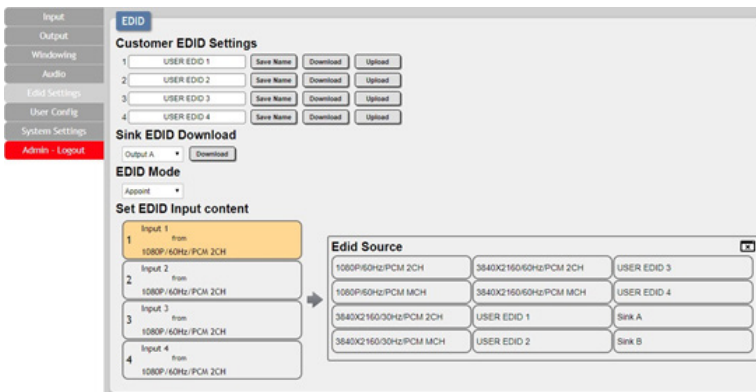 Input
Output
Windowing
Audio
Edid Settings
User Config
System Settings
Admin - Logout
EDID
Customer EDID Settings
1 USER EDID 1 Save Name Download Upload
2 USER EDID 2 Save Name Download Upload
3 USER EDID 3 Save Name Download Upload
4 USER EDID 4 Save Name Download Upload
Sink EDID Download
Output A Download
EDID Mode
Appoint
Set EDID Input content
1 Input 1
from
1080P/60Hz/PCM 2CH
2 Input 2
from
1080P/60Hz/PCM 2CH
3 Input 3
from
1080P/60Hz/PCM 2CH
4 Input 4
from
1080P/60Hz/PCM 2CH
Edid Source
1080P/60Hz/PCM 2CH 3840X2160/60Hz/PCM 2CH USER EDID 3
1080P/60Hz/PCM MCH 3840X2160/60Hz/PCM MCH USER EDID 4
3840X2160/30Hz/PCM 2CH USER EDID 1 Sink A
3840X2160/30Hz/PCM MCH USER EDID 2 Sink B